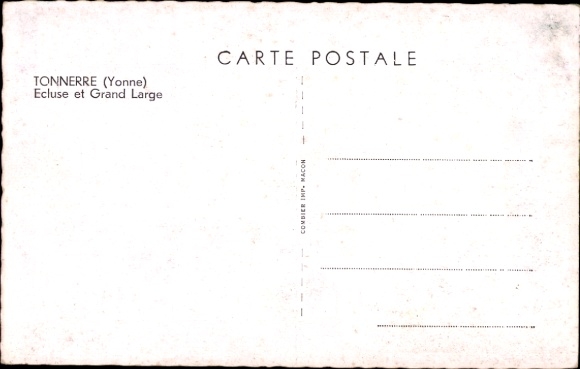 CARTE POSTALE
TONNERRE (Yonne)
Ecluse et Grand Large
COMBIER IMP. MACON